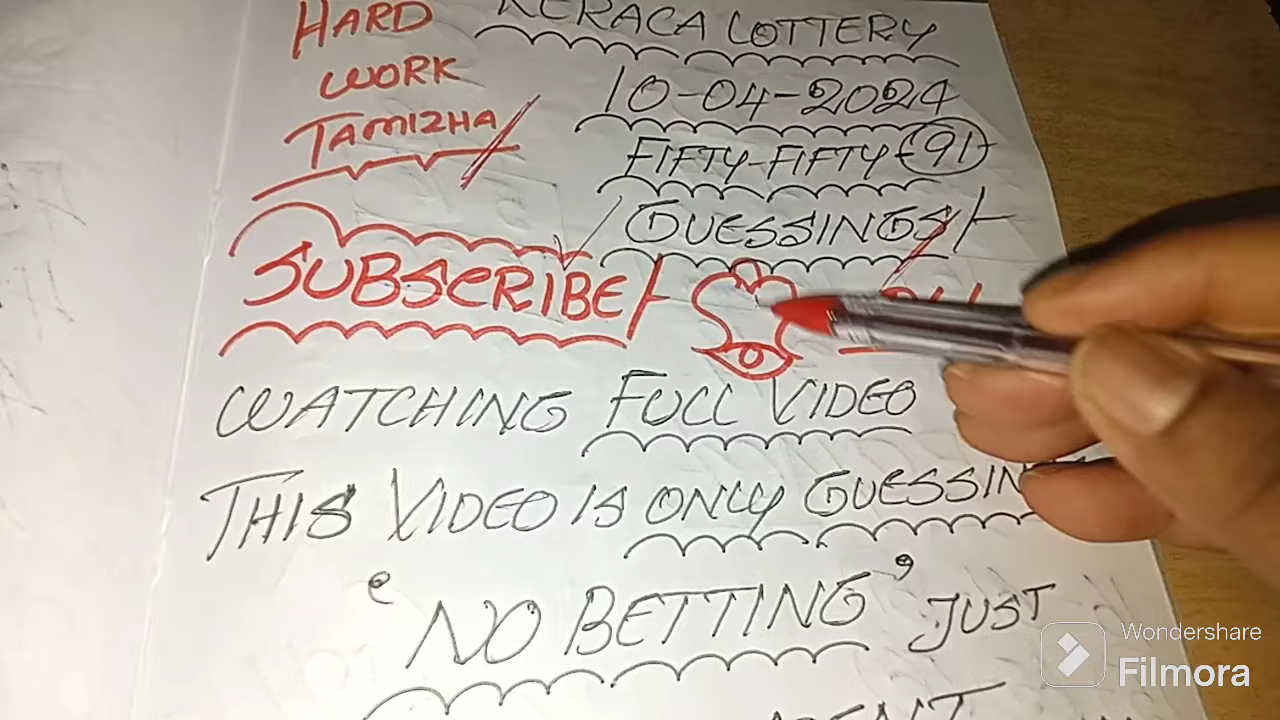 HARD
WORK
TAMIZHA
KERACA LOTTERY
10-04-2024
FIFTY-FIFTY-(91)
GUESSINGS
SUBSCRIBE
WATCHING FULL VIDEO
THIS VIDEO IS ONLY GUESSIN
"NO BETTING" JUST
Wondershare
Filmora